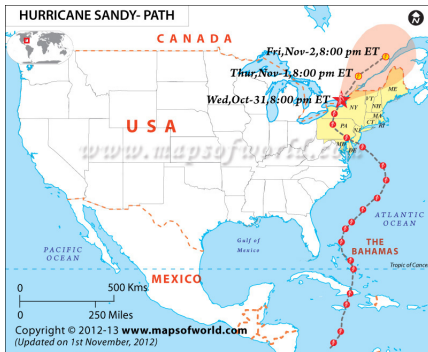 HURRICANE SANDY- PATH
CANADA
Fri,Nov-2,8:00 pm ET
Thur,Nov-1,8:00 pm ET
Wed,Oct-31,8:00 pm ET
ME
VT
NH
NY
MA
CT
RI
PA
NJ
MD
DE
USA
www.mapsofworld.com
ATLANTIC
OCEAN
PACIFIC
OCEAN
Gulf of
Mexico
THE
BAHAMAS
Tropic of Cance
MEXICO
0 500 Kms
0 250 Miles
Copyright © 2012-13 www.mapsofworld.com
(Updated on 1st November, 2012)